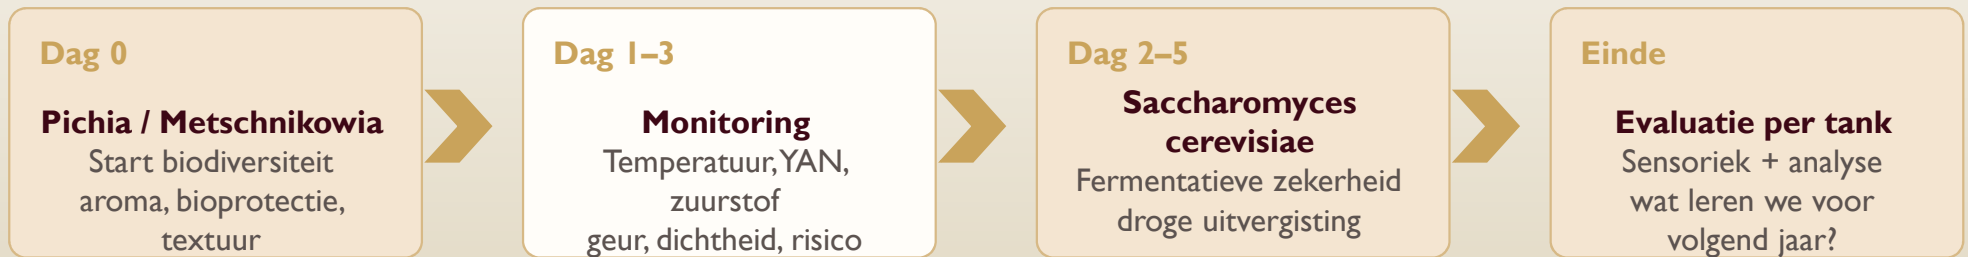 Dag 0
Pichia / Metschnikowia
Start biodiversiteit
aroma, bioprotectie,
textuur
Dag 1–3
Monitoring
Temperatuur, YAN,
zuurstof
geur, dichtheid, risico
Dag 2–5
Saccharomyces
cerevisiae
Fermentatieve zekerheid
droge uitvergisting
Einde
Evaluatie per tank
Sensoriek + analyse
wat leren we voor
volgend jaar?